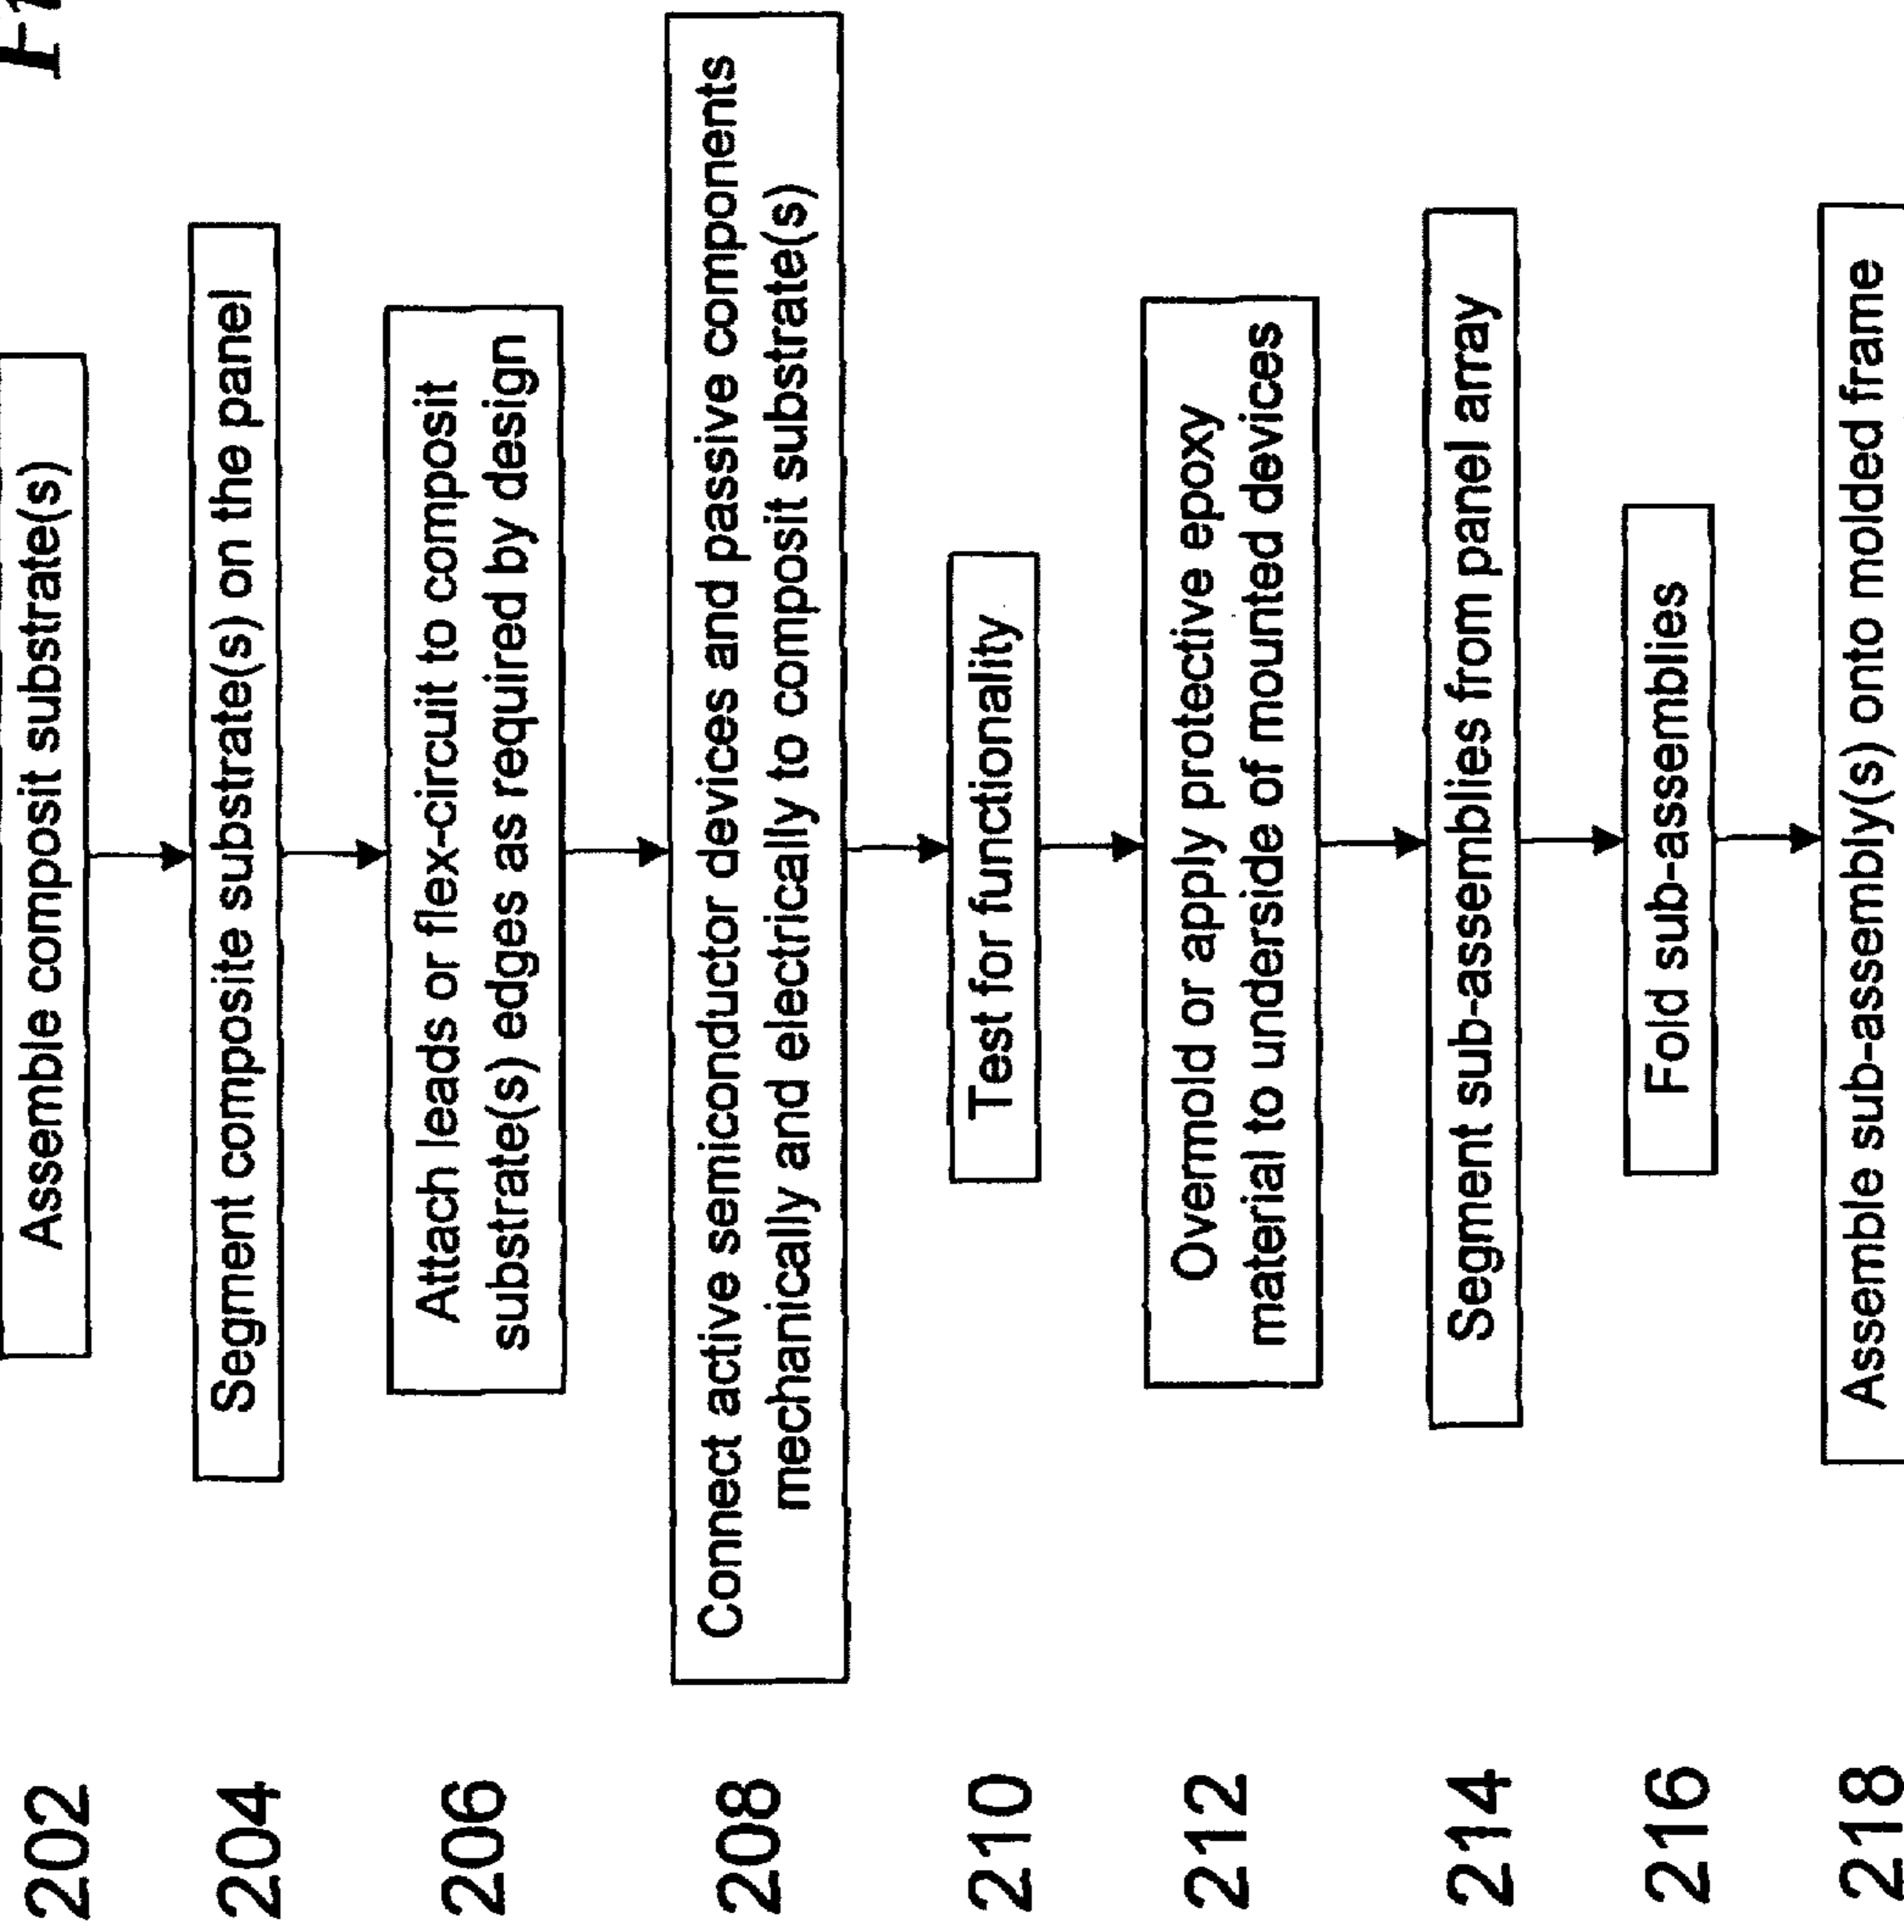 202
Assemble composit substrate(s)
204
Segment composite substrate(s) on the panel
206
Attach leads or flex-circuit to composit
substrate(s) edges as required by design
208
Connect active semiconductor devices and passive components
mechanically and electrically to composit substrate(s)
210
Test for functionality
212
Overmold or apply protective epoxy
material to underside of mounted devices
214
Segment sub-assemblies from panel array
216
Fold sub-assemblies
218
Assemble sub-assembly(s) onto molded frame